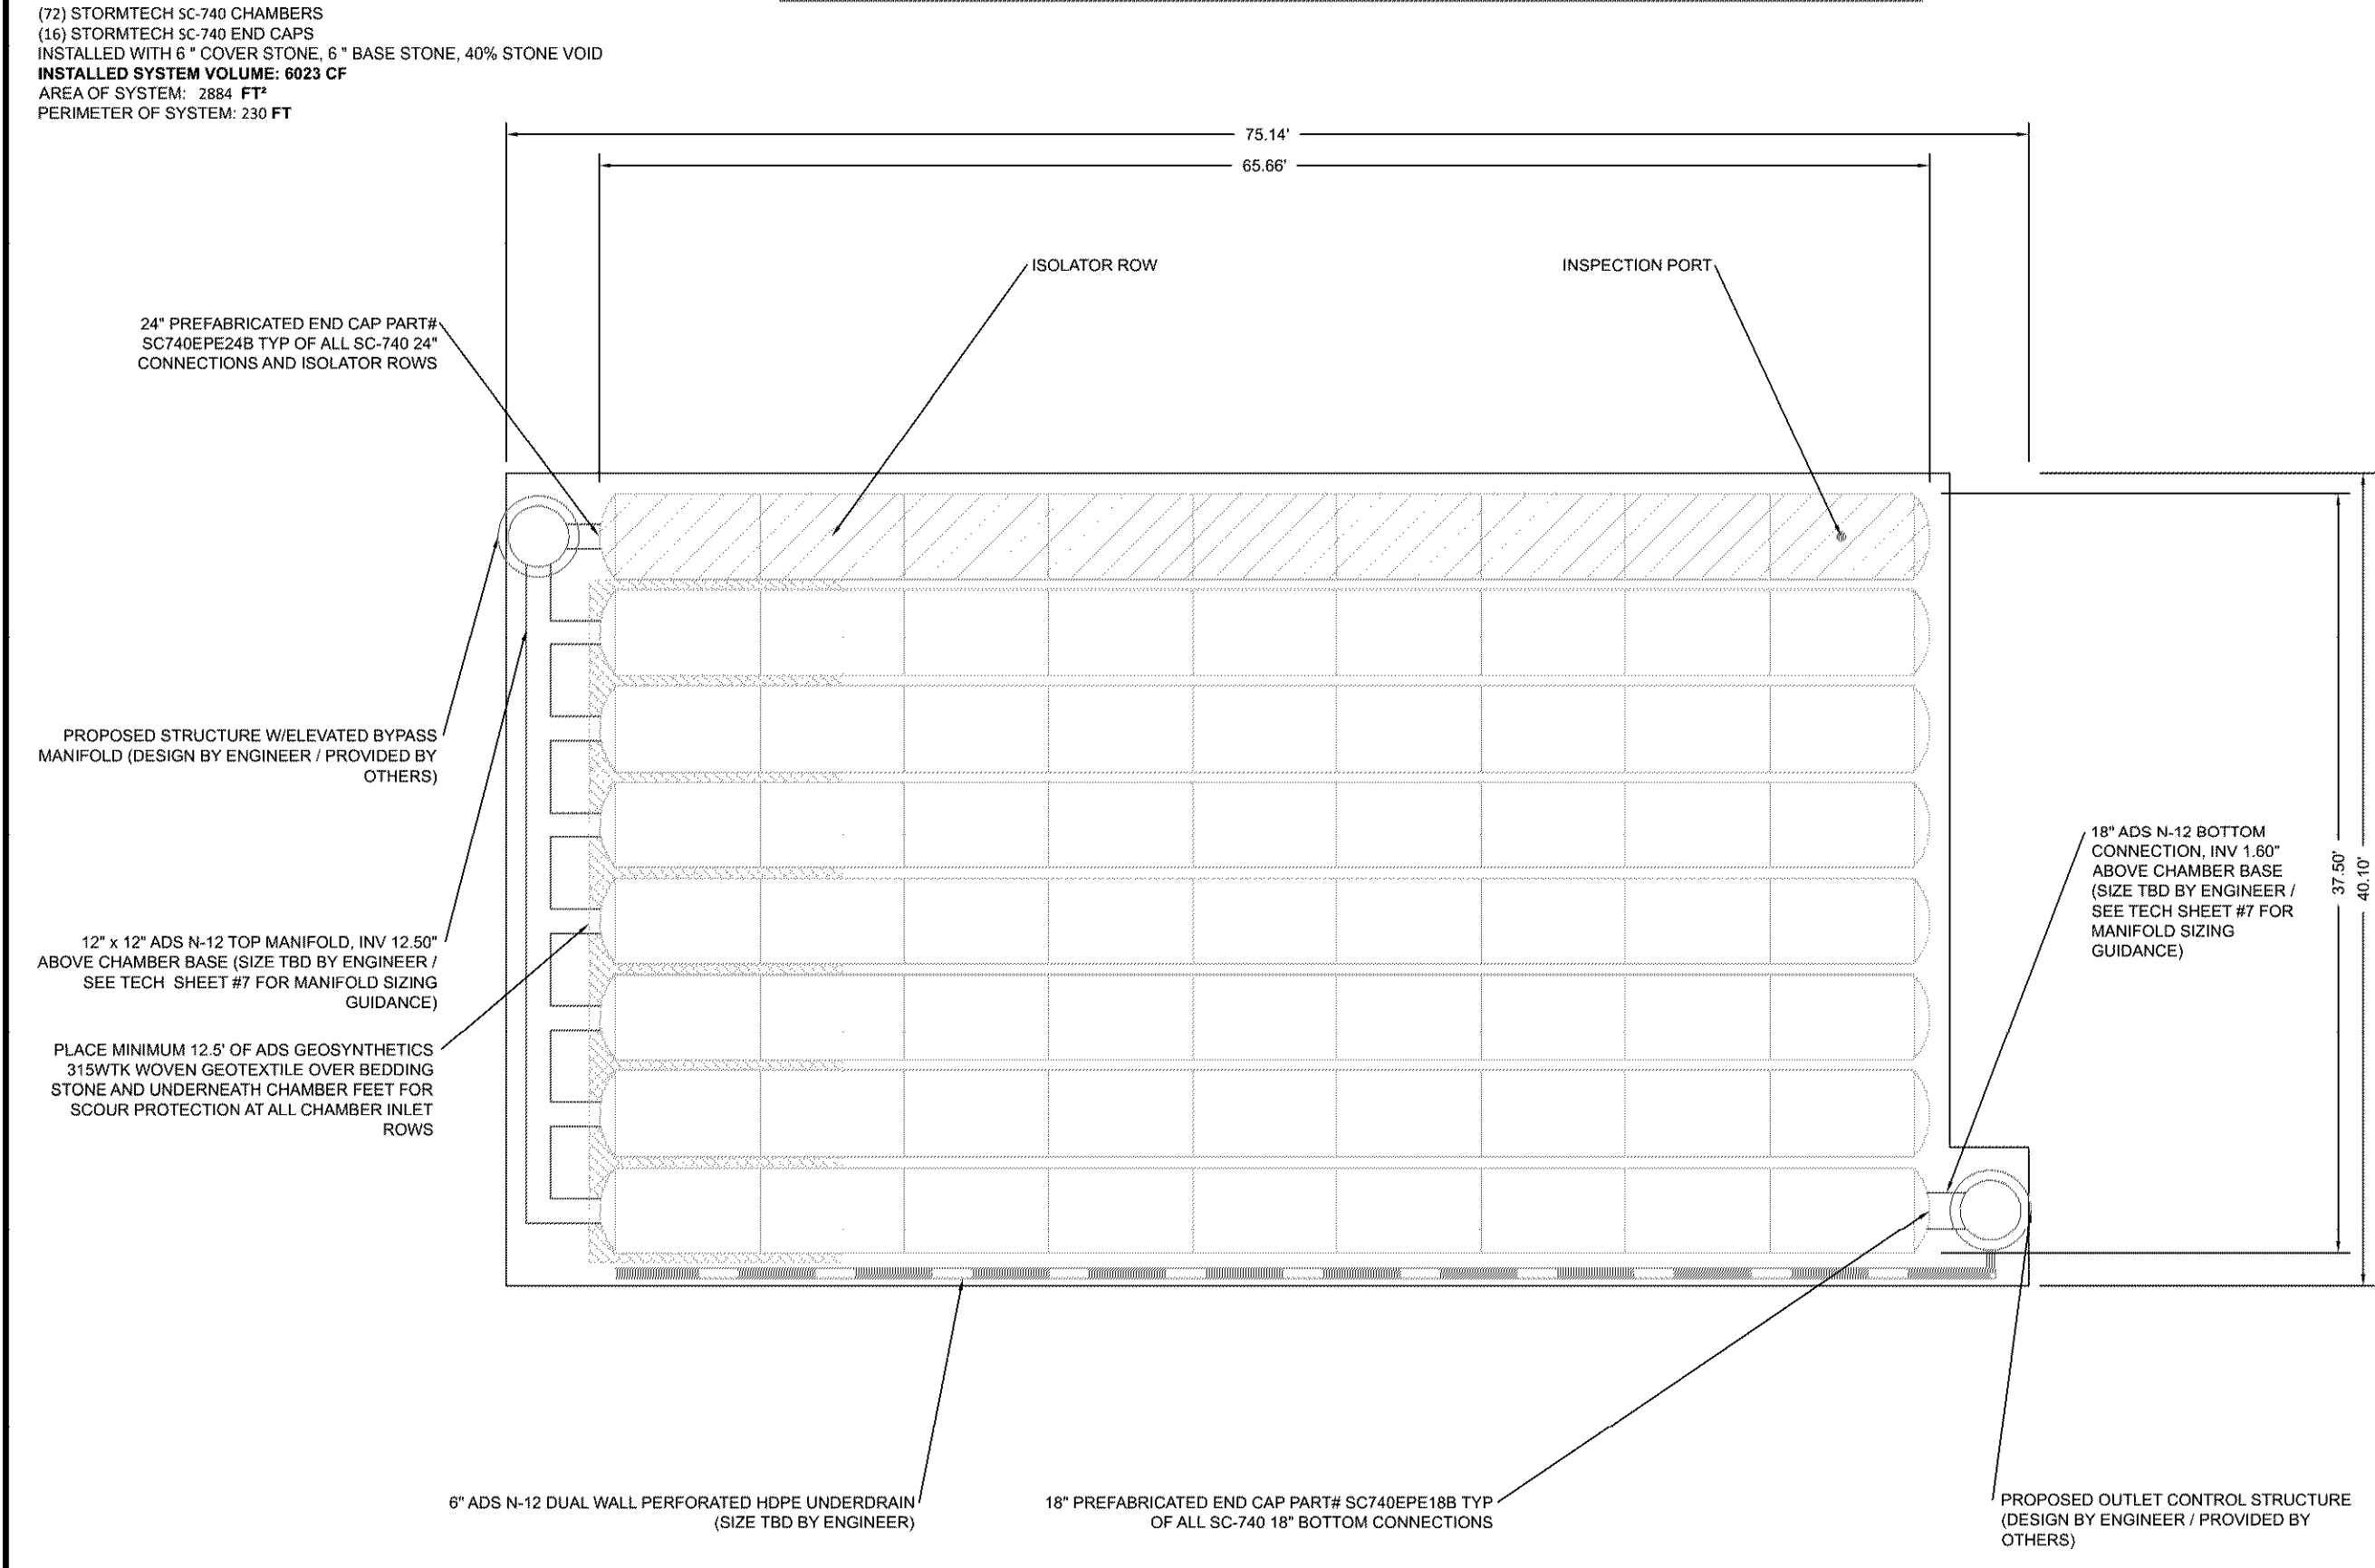 (72) STORMTECH SC-740 CHAMBERS
(16) STORMTECH SC-740 END CAPS
INSTALLED WITH 6 " COVER STONE, 6 " BASE STONE, 40% STONE VOID
INSTALLED SYSTEM VOLUME: 6023 CF
AREA OF SYSTEM: 2884 FT²
PERIMETER OF SYSTEM: 230 FT
75.14'
65.66'
ISOLATOR ROW
INSPECTION PORT
24" PREFABRICATED END CAP PART#
SC740EPE24B TYP OF ALL SC-740 24"
CONNECTIONS AND ISOLATOR ROWS
PROPOSED STRUCTURE W/ELEVATED BYPASS
MANIFOLD (DESIGN BY ENGINEER / PROVIDED BY
OTHERS)
12" x 12" ADS N-12 TOP MANIFOLD, INV 12.50"
ABOVE CHAMBER BASE (SIZE TBD BY ENGINEER /
SEE TECH SHEET #7 FOR MANIFOLD SIZING
GUIDANCE)
PLACE MINIMUM 12.5' OF ADS GEOSYNTHETICS
315WTK WOVEN GEOTEXTILE OVER BEDDING
STONE AND UNDERNEATH CHAMBER FEET FOR
SCOUR PROTECTION AT ALL CHAMBER INLET
ROWS
18" ADS N-12 BOTTOM
CONNECTION, INV 1.60"
ABOVE CHAMBER BASE
(SIZE TBD BY ENGINEER /
SEE TECH SHEET #7 FOR
MANIFOLD SIZING
GUIDANCE)
37.50'
40.10'
6" ADS N-12 DUAL WALL PERFORATED HDPE UNDERDRAIN
(SIZE TBD BY ENGINEER)
18" PREFABRICATED END CAP PART# SC740EPE18B TYP
OF ALL SC-740 18" BOTTOM CONNECTIONS
PROPOSED OUTLET CONTROL STRUCTURE
(DESIGN BY ENGINEER / PROVIDED BY
OTHERS)